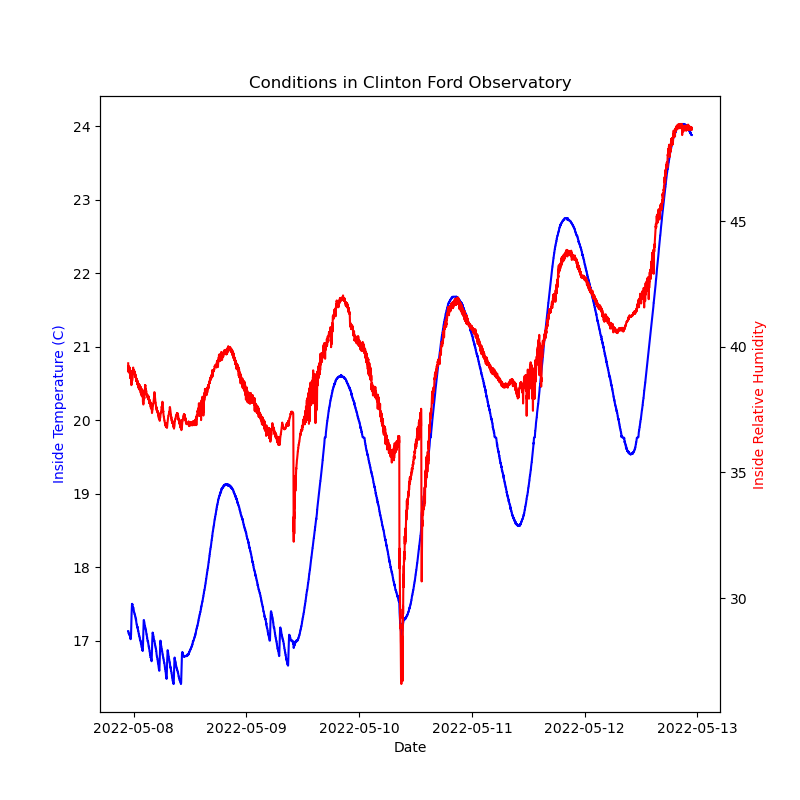 Conditions in Clinton Ford Observatory
24
23
22
21
20
19
18
17
Inside Temperature (C)
45
40
35
30
Inside Relative Humidity
2022-05-08 2022-05-09 2022-05-10 2022-05-11 2022-05-12 2022-05-13
Date